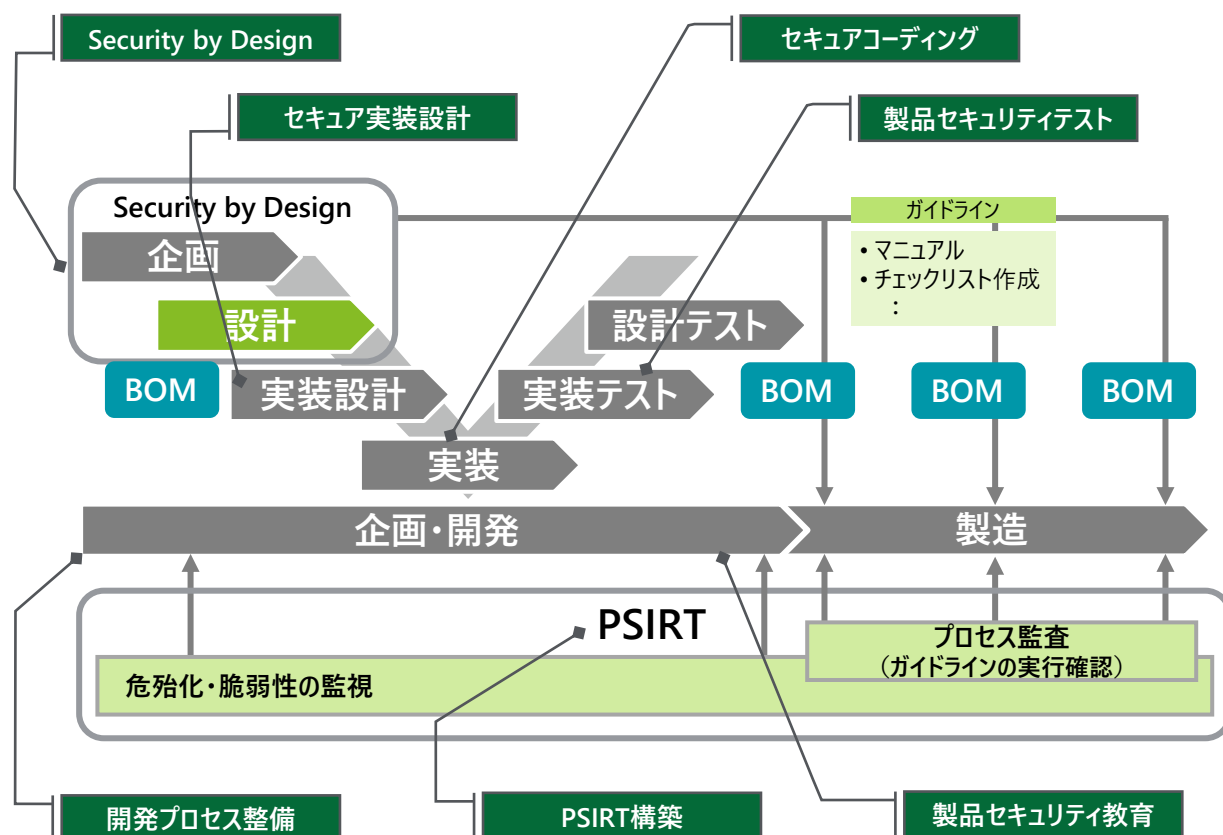 Security by Design
セキュアコーディング
セキュア実装設計
製品セキュリティテスト
Security by Design
企画
設計
BOM
実装設計
実装
実装テスト
設計テスト
ガイドライン
• マニュアル
• チェックリスト作成
：
BOM
BOM
BOM
企画・開発
製造
PSIRT
プロセス監査
（ガイドラインの実行確認）
危殆化・脆弱性の監視
開発プロセス整備
PSIRT構築
製品セキュリティ教育